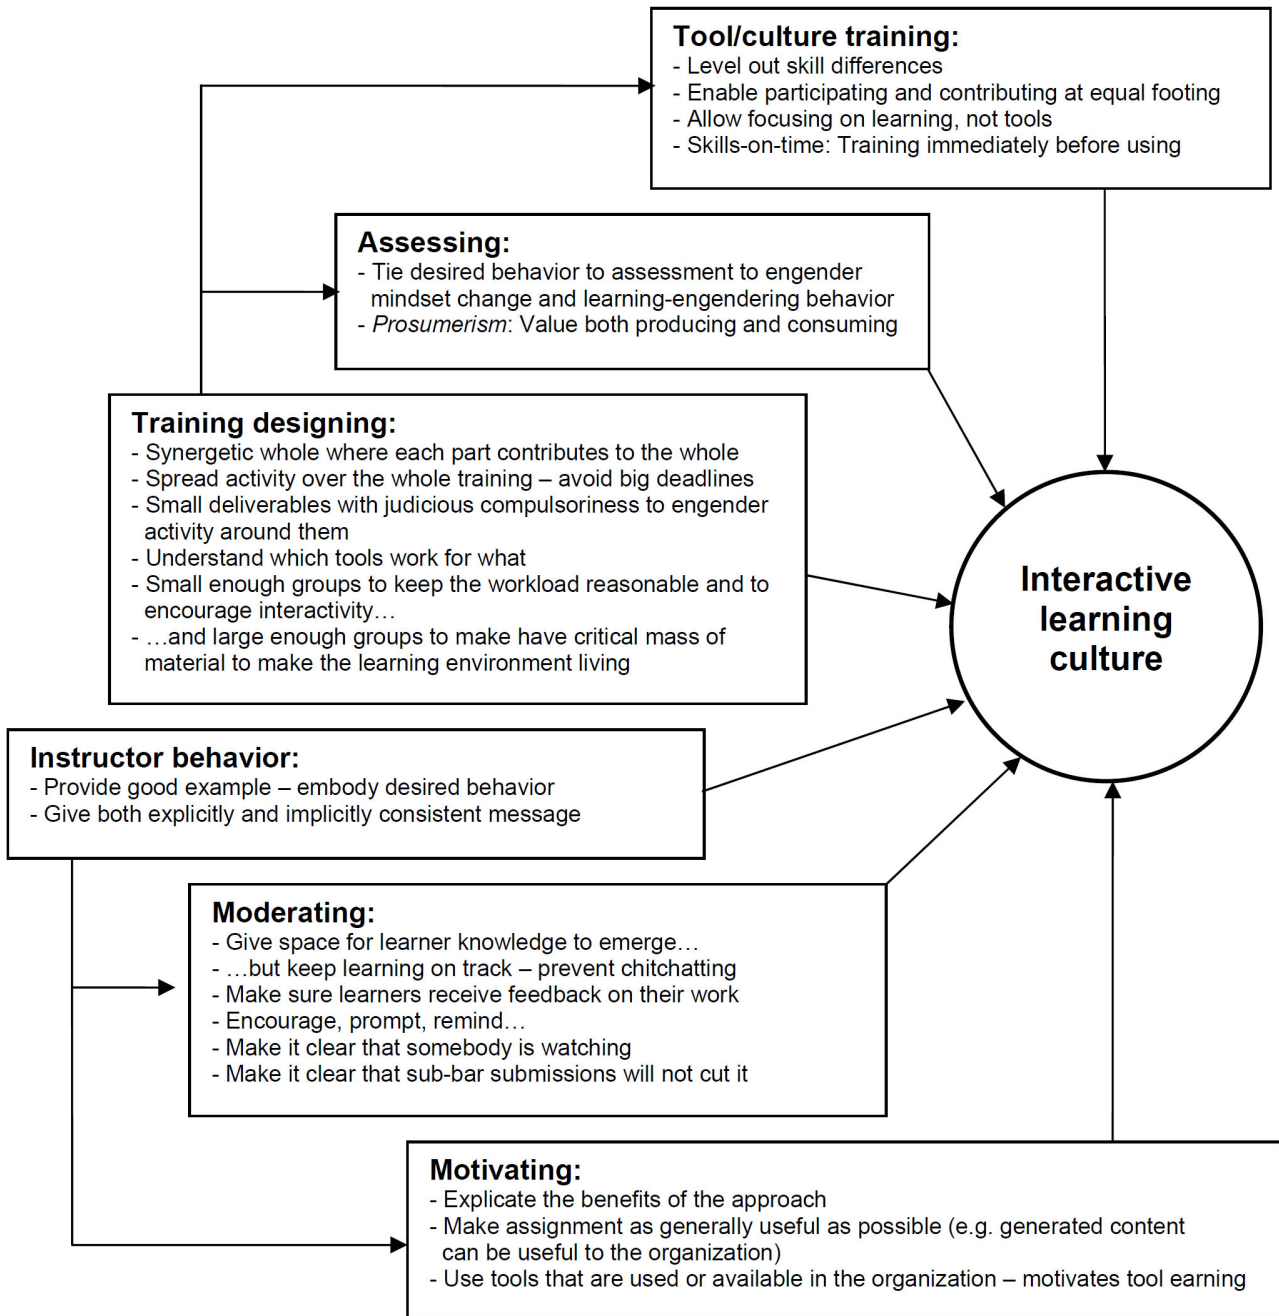 Tool/culture training:
- Level out skill differences
- Enable participating and contributing at equal footing
- Allow focusing on learning, not tools
- Skills-on-time: Training immediately before using
Assessing:
- Tie desired behavior to assessment to engender
mindset change and learning-engendering behavior
- Prosumerism: Value both producing and consuming
Training designing:
- Synergetic whole where each part contributes to the whole
- Spread activity over the whole training – avoid big deadlines
- Small deliverables with judicious compulsoriness to engender
activity around them
- Understand which tools work for what
- Small enough groups to keep the workload reasonable and to
encourage interactivity…
- …and large enough groups to make have critical mass of
material to make the learning environment living
Interactive
learning
culture
Instructor behavior:
- Provide good example – embody desired behavior
- Give both explicitly and implicitly consistent message
Moderating:
- Give space for learner knowledge to emerge…
- …but keep learning on track – prevent chitchatting
- Make sure learners receive feedback on their work
- Encourage, prompt, remind…
- Make it clear that somebody is watching
- Make it clear that sub-bar submissions will not cut it
Motivating:
- Explicate the benefits of the approach
- Make assignment as generally useful as possible (e.g. generated content
can be useful to the organization)
- Use tools that are used or available in the organization – motivates tool earning